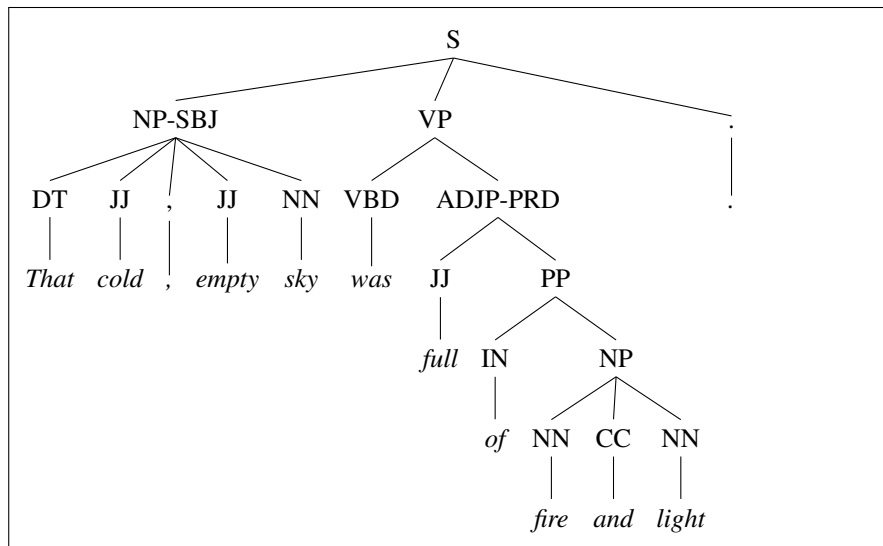 S
NP-SBJ VP .
DT JJ , JJ NN VBD ADJP-PRD .
That cold , empty sky was JJ PP
full IN NP
of NN CC NN
fire and light